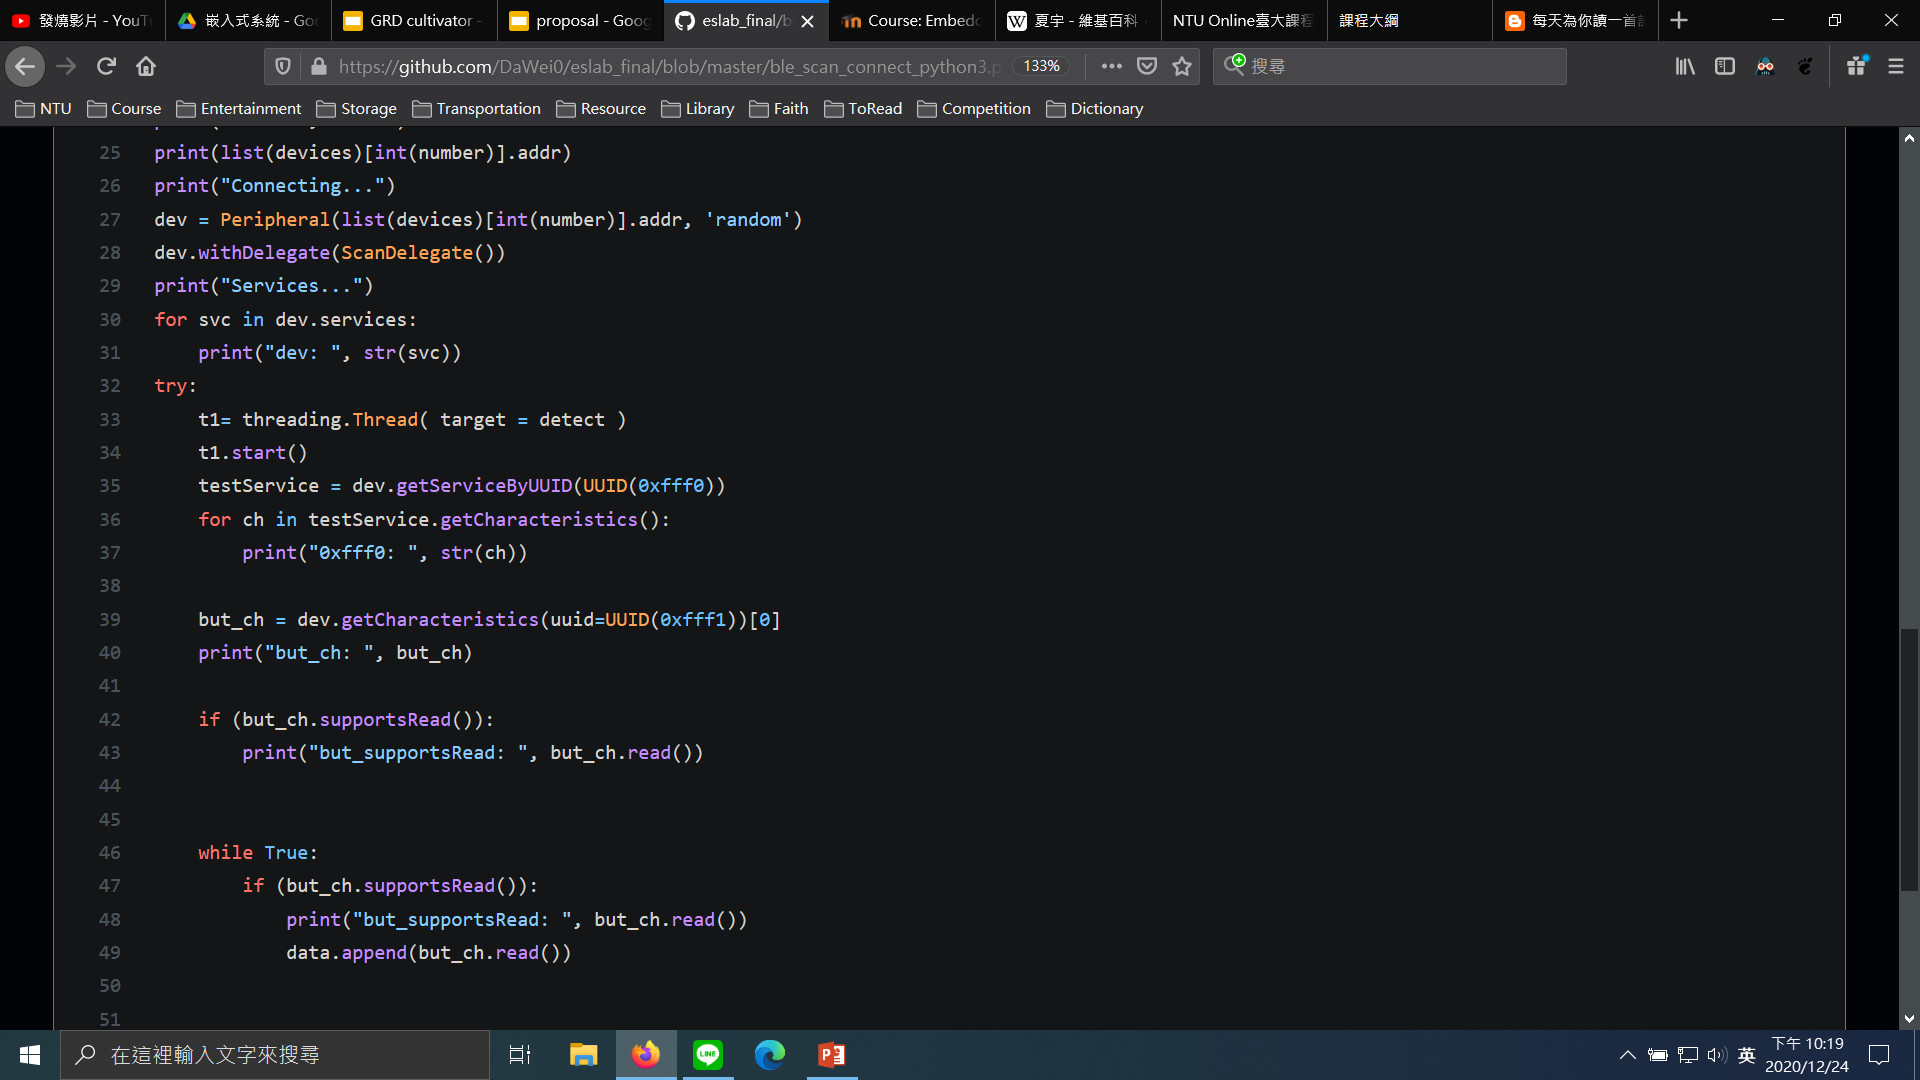 發燒影片 - YouTu
嵌入式系統 - Goo
GRD cultivator -
proposal - Goog
eslab_final/bl
Course: Embedd
夏宇 - 維基百科
NTU Online臺大課程
課程大綱
每天為你讀一首詩
https://github.com/DaWei0/eslab_final/blob/master/ble_scan_connect_python3.p
133%
搜尋
NTU Course Entertainment Storage Transportation Resource Library Faith ToRead Competition Dictionary
25 print(list(devices)[int(number)].addr)
26 print("Connecting...")
27 dev = Peripheral(list(devices)[int(number)].addr, 'random')
28 dev.withDelegate(ScanDelegate())
29 print("Services...")
30 for svc in dev.services:
31 print("dev: ", str(svc))
32 try:
33 t1= threading.Thread( target = detect )
34 t1.start()
35 testService = dev.getServiceByUUID(UUID(0xfff0))
36 for ch in testService.getCharacteristics():
37 print("0xfff0: ", str(ch))
38
39 but_ch = dev.getCharacteristics(uuid=UUID(0xfff1))[0]
40 print("but_ch: ", but_ch)
41
42 if (but_ch.supportsRead()):
43 print("but_supportsRead: ", but_ch.read())
44
45
46 while True:
47 if (but_ch.supportsRead()):
48 print("but_supportsRead: ", but_ch.read())
49 data.append(but_ch.read())
50
51
在這裡輸入文字來搜尋
LINE
英
下午 10:19
2020/12/24